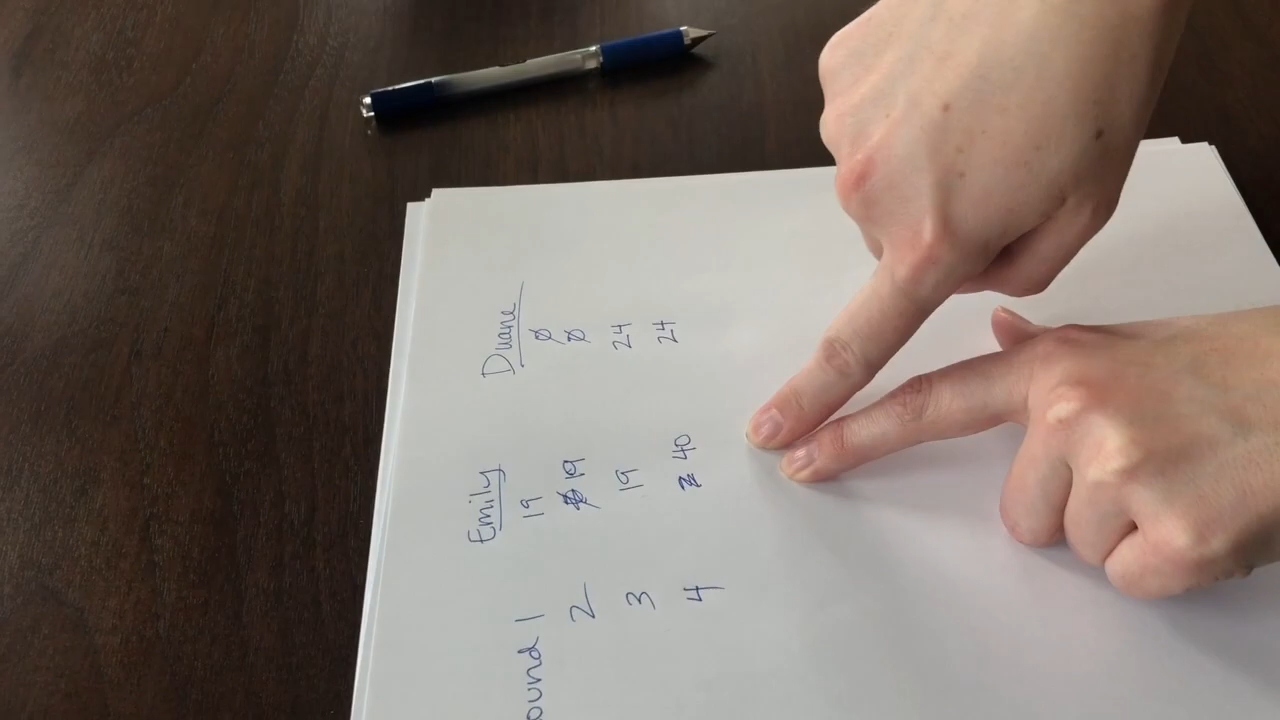 Emily Duane
ound 1 19 0
2 19 0
3 19 24
4 40 24